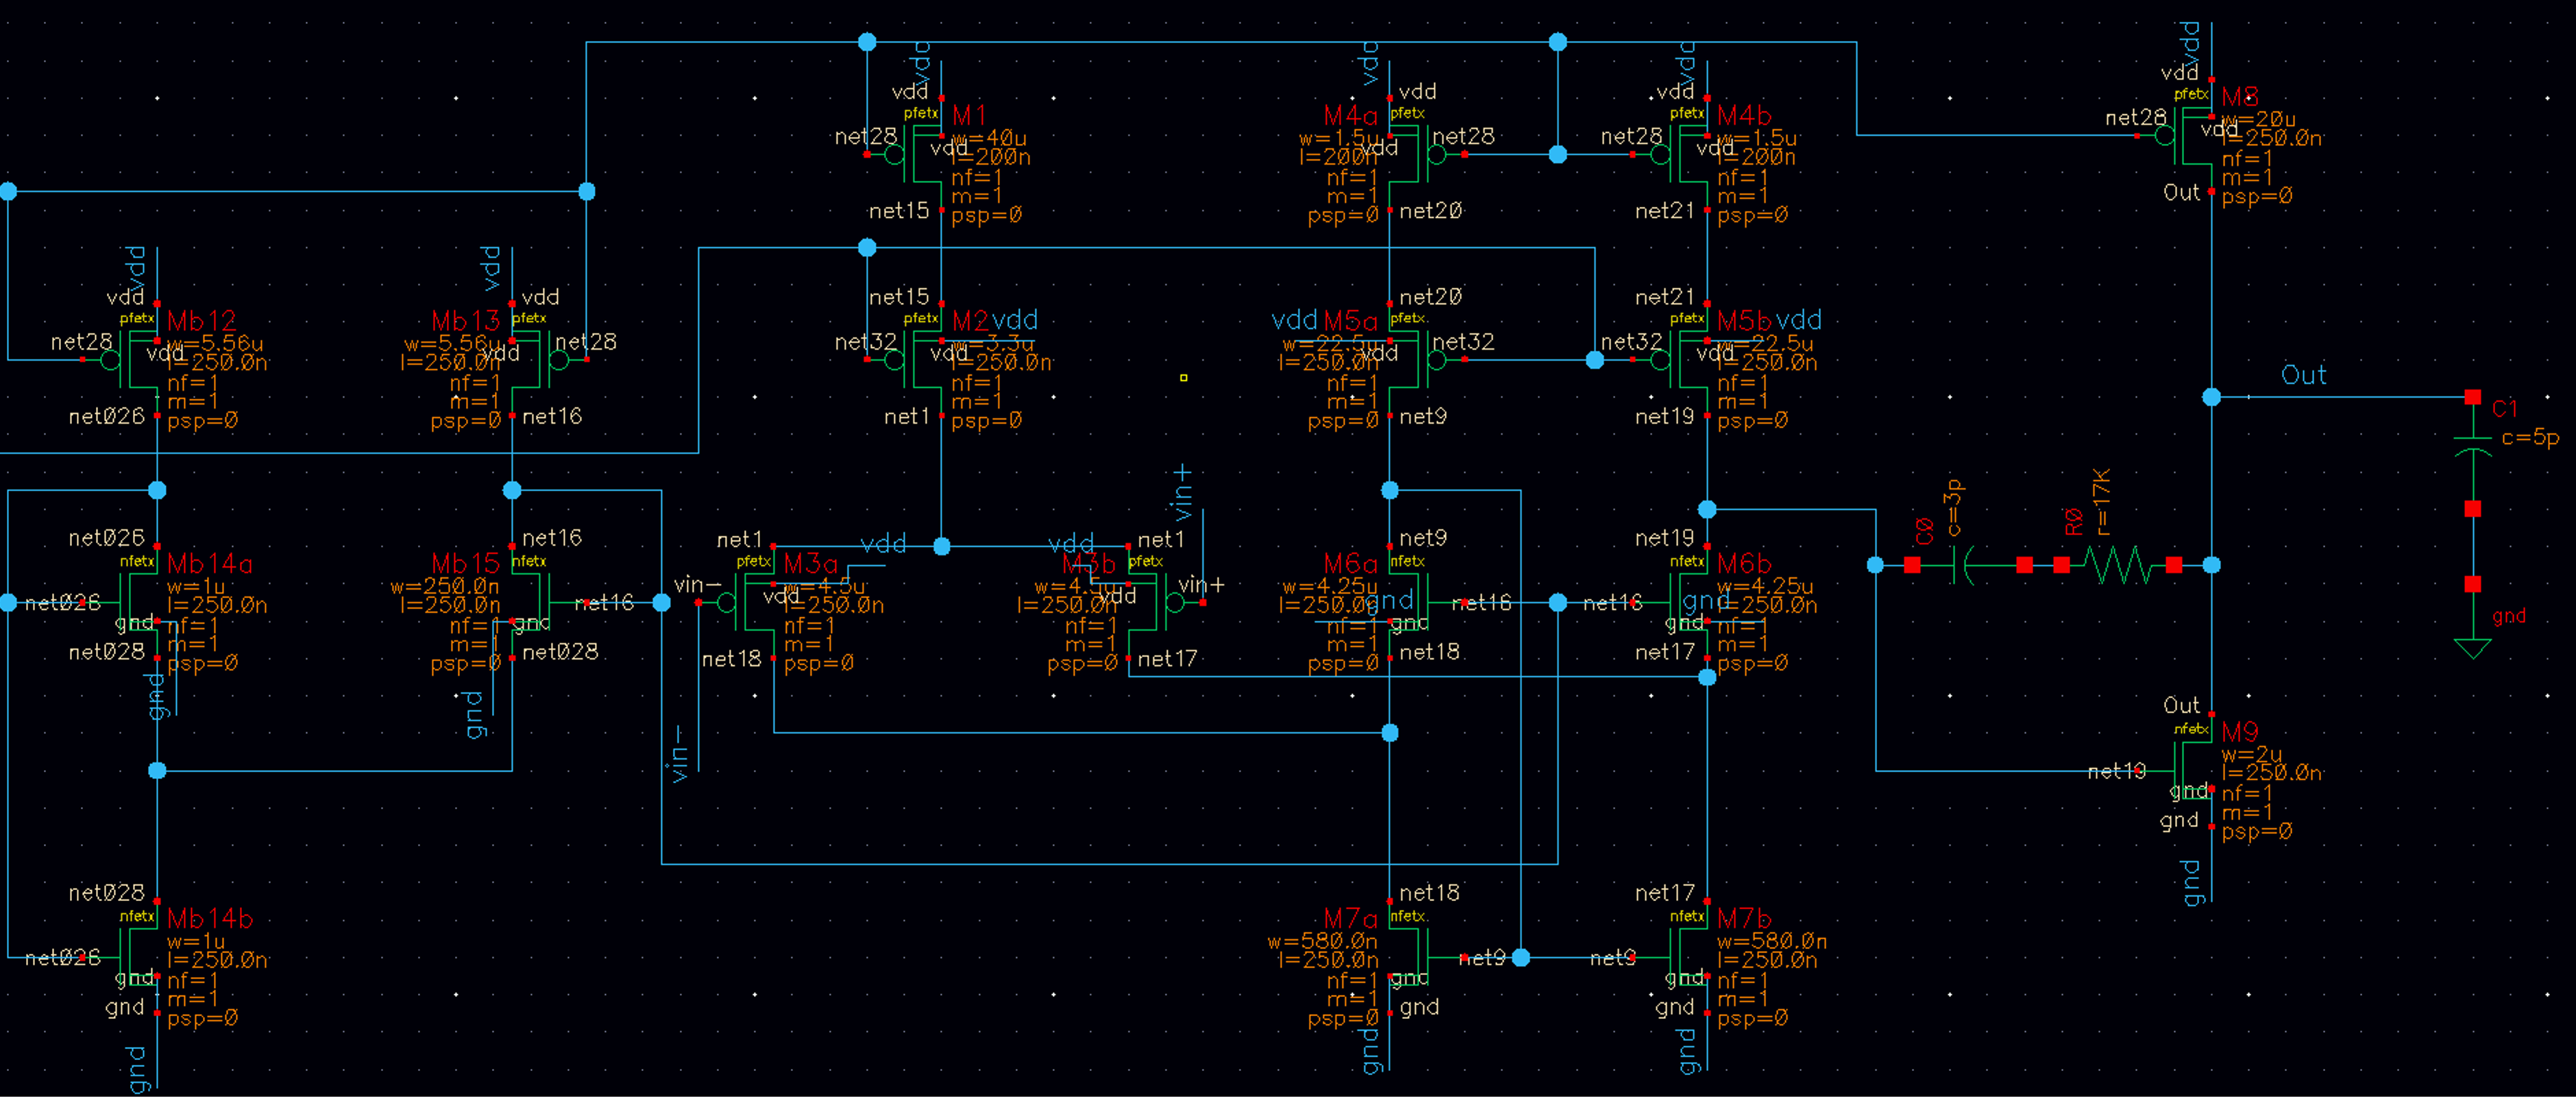 vdd
vdd
M1
pfetx
w=40u
l=200n
net28
vdd
nf=1
m=1
psp=0
net15
vdd
vdd
M4a
pfetx
w=1.5u
l=200n
net28
vdd
nf=1
m=1
psp=0
net20
vdd
vdd
M4b
pfetx
w=1.5u
l=200n
net28
vdd
nf=1
m=1
psp=0
net21
vdd
vdd
M8
pfetx
w=20u
l=250.0n
net28
vdd
nf=1
m=1
psp=0
Out
vdd
vdd
Mb12
pfetx
w=5.56u
l=250.0n
net28
vdd
nf=1
m=1
psp=0
net026
vdd
vdd
Mb13
pfetx
w=5.56u
l=250.0n
net28
vdd
nf=1
m=1
psp=0
net16
net15
M2
vdd
pfetx
w=3.3u
l=250.0n
net32
vdd
nf=1
m=1
psp=0
net1
net20
vdd
M5a
pfetx
w=22.5u
l=250.0n
net32
vdd
nf=1
m=1
psp=0
net9
net21
M5b
vdd
pfetx
w=22.5u
l=250.0n
net32
vdd
nf=1
m=1
psp=0
net19
Out
C1
c=5p
gnd
net026
Mb14a
nfetx
w=1u
l=250.0n
net026
gnd
nf=1
m=1
psp=0
net028
gnd
net16
Mb15
nfetx
w=250.0n
l=250.0n
net16
gnd
nf=1
m=1
psp=0
net028
gnd
net1
vdd
M3a
pfetx
w=4.5u
l=250.0n
vin-
vdd
nf=1
m=1
psp=0
net18
vin-
vin+
net1
vdd
M3b
pfetx
w=4.5u
l=250.0n
vin+
vdd
nf=1
m=1
psp=0
net17
net9
M6a
nfetx
w=4.25u
l=250.0n
net16
gnd
gnd
nf=1
m=1
psp=0
net18
net19
M6b
nfetx
w=4.25u
l=250.0n
net16
gnd
gnd
nf=1
m=1
psp=0
net17
C0
c=3p
R0
r=17K
Out
M9
nfetx
w=2u
l=250.0n
net19
gnd
nf=1
m=1
psp=0
gnd
gnd
net028
Mb14b
nfetx
w=1u
l=250.0n
net026
gnd
nf=1
m=1
psp=0
gnd
gnd
net18
M7a
nfetx
w=580.0n
l=250.0n
net9
gnd
nf=1
m=1
psp=0
gnd
gnd
net17
M7b
nfetx
w=580.0n
l=250.0n
net9
gnd
nf=1
m=1
psp=0
gnd
gnd